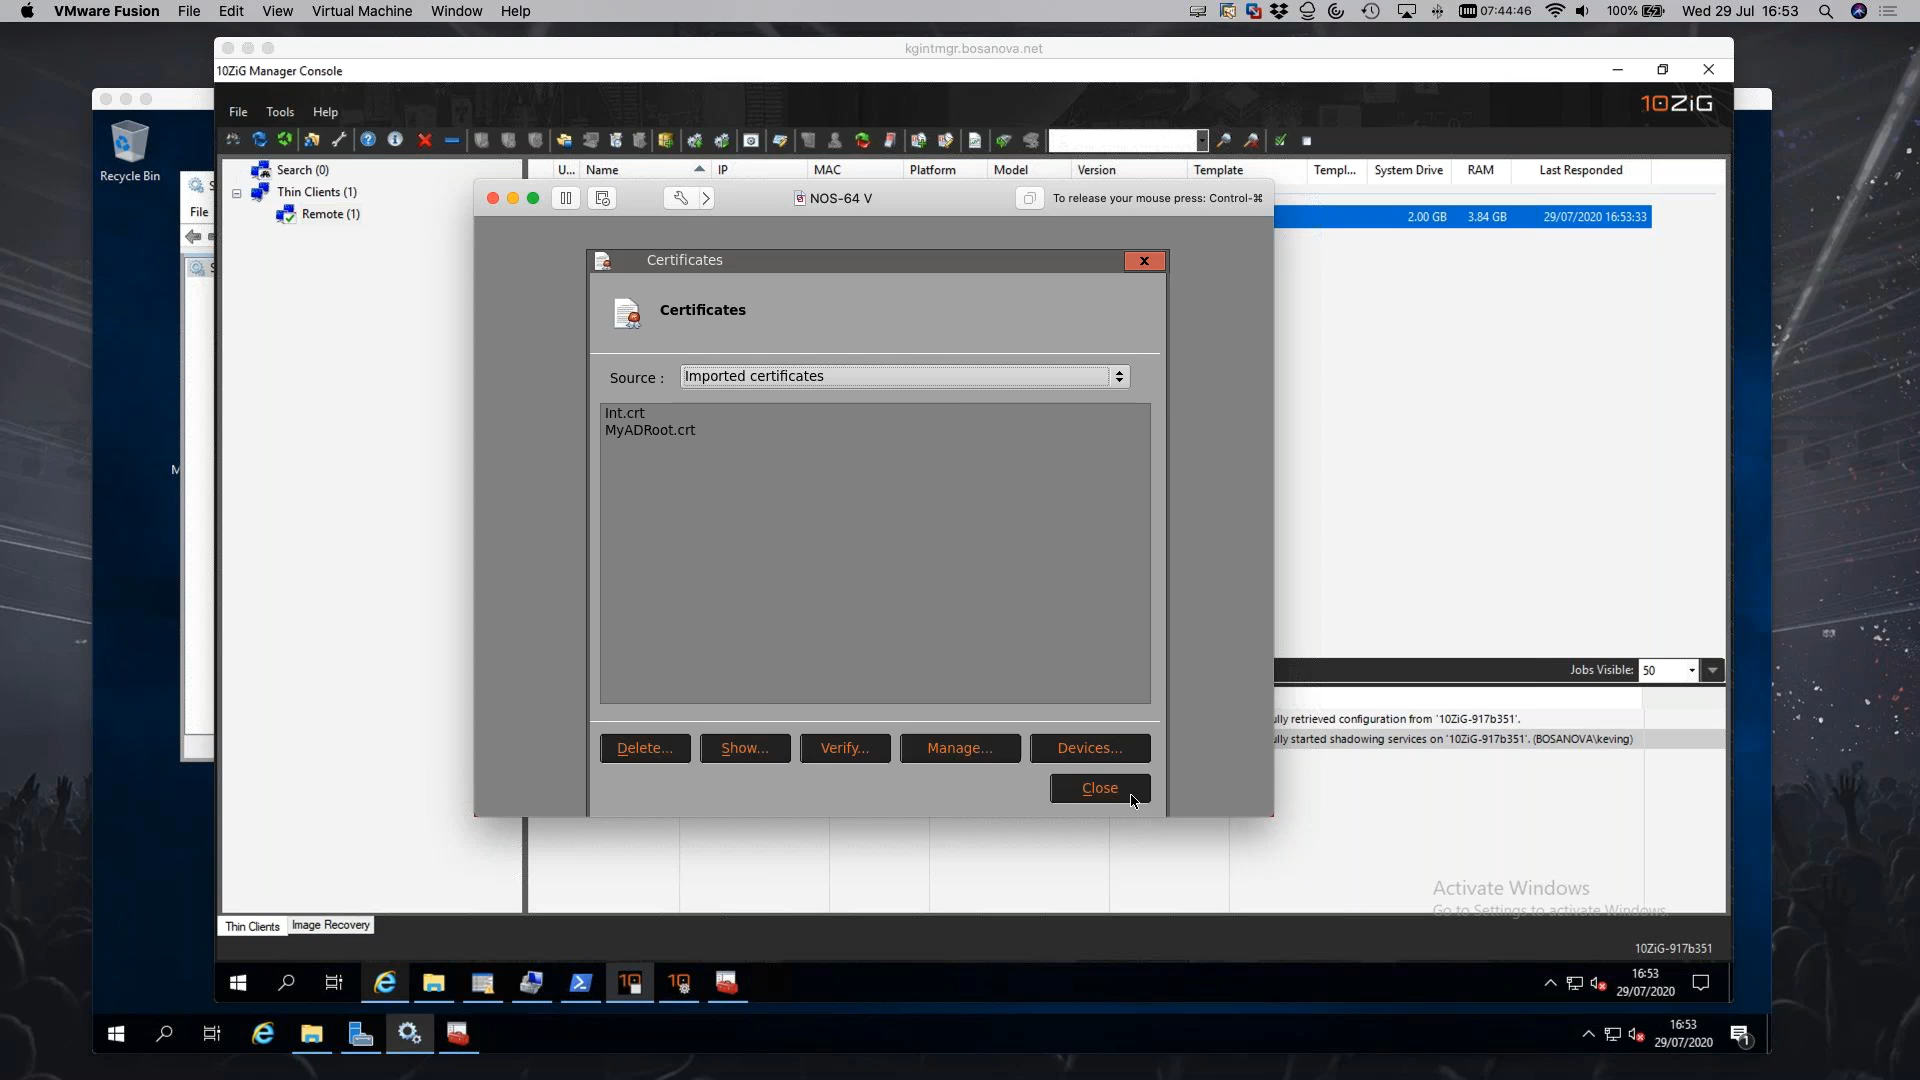 VMware Fusion File Edit View Virtual Machine Window Help
07:44:46 100% Wed 29 Jul 16:53
kgintmgr.bosanova.net
10ZiG Manager Console
File Tools Help
10ZiG
Recycle Bin
File
Search (0)
Thin Clients (1)
Remote (1)
U... Name IP MAC Platform Model Version Template Templ... System Drive RAM Last Responded
2.00 GB 3.84 GB 29/07/2020 16:53:33
NOS-64 V
To release your mouse press: Control-⌘
Certificates
x
Certificates
Source :
Imported certificates
Int.crt
MyADRoot.crt
Delete...
Show...
Verify...
Manage...
Devices...
Close
Jobs Visible: 50
ully retrieved configuration from '10ZiG-917b351'.
ully started shadowing services on '10ZiG-917b351'. (BOSANOVA\keving)
Activate Windows
Go to Settings to activate Windows.
Thin Clients
Image Recovery
10ZiG-917b351
16:53
29/07/2020
16:53
29/07/2020
1